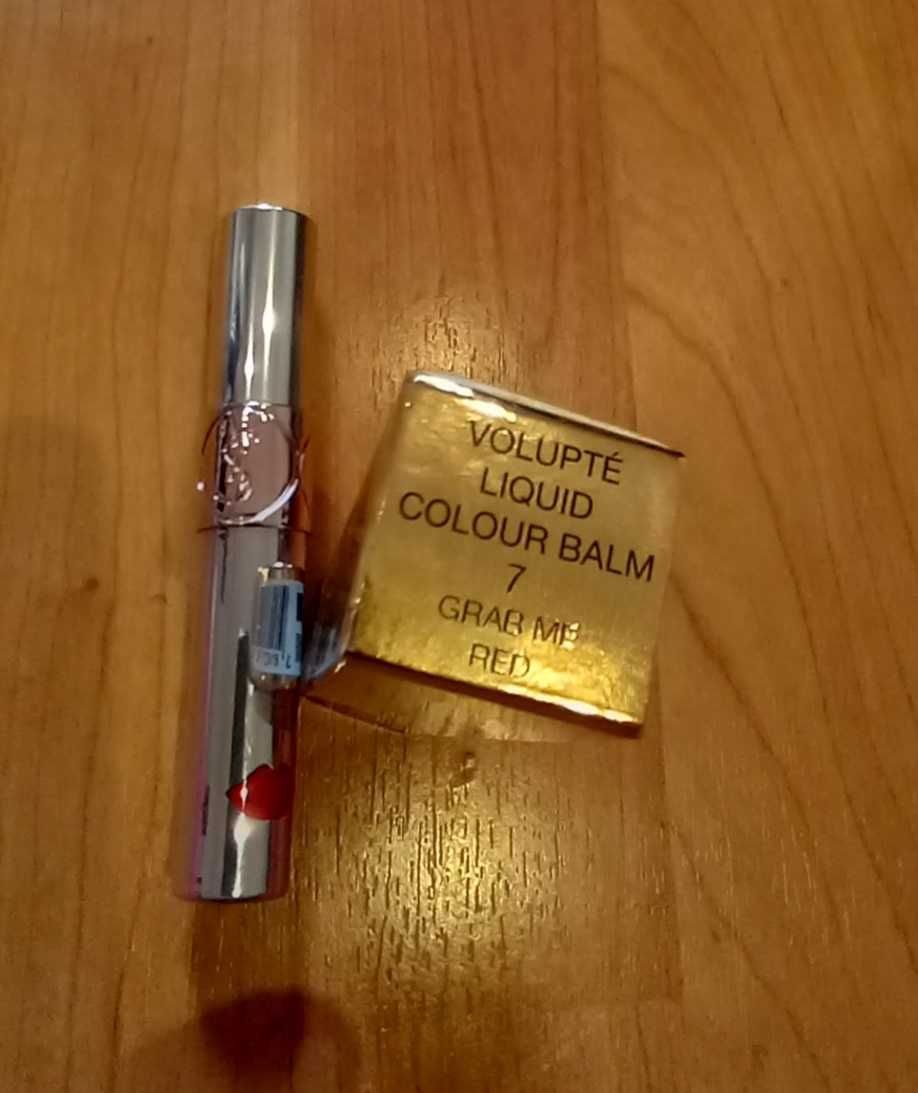 VOLUPTÉ
LIQUID
COLOUR BALM
7
GRAB ME
RED